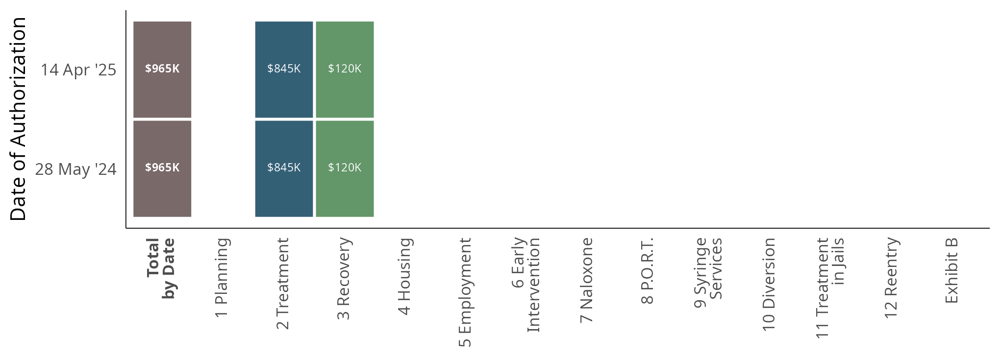 Date of Authorization
14 Apr '25
$965K
$845K
$120K
28 May '24
$965K
$845K
$120K
Total
by Date
1 Planning
2 Treatment
3 Recovery
4 Housing
5 Employment
6 Early
Intervention
7 Naloxone
8 P.O.R.T.
9 Syringe
Services
10 Diversion
11 Treatment
in Jails
12 Reentry
Exhibit B